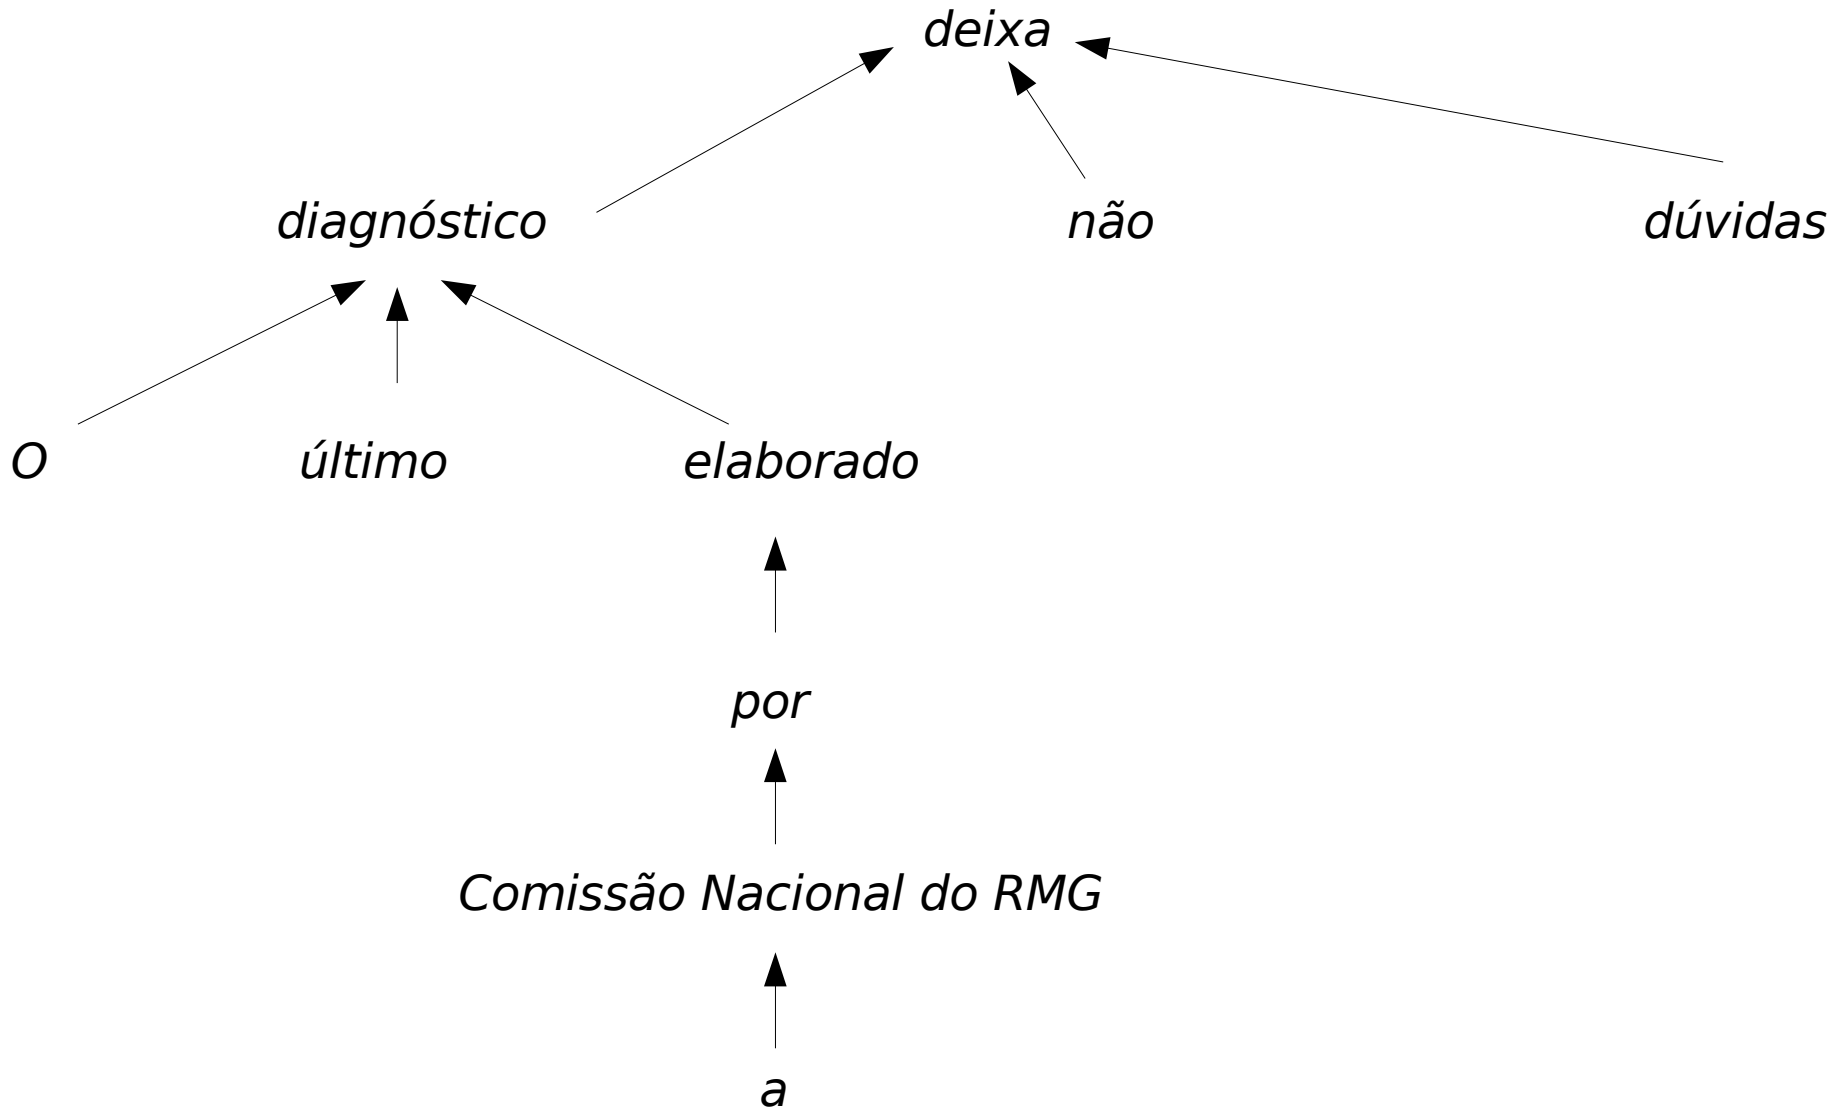 deixa
diagnóstico não dúvidas
O último elaborado
por
Comissão Nacional do RMG
a